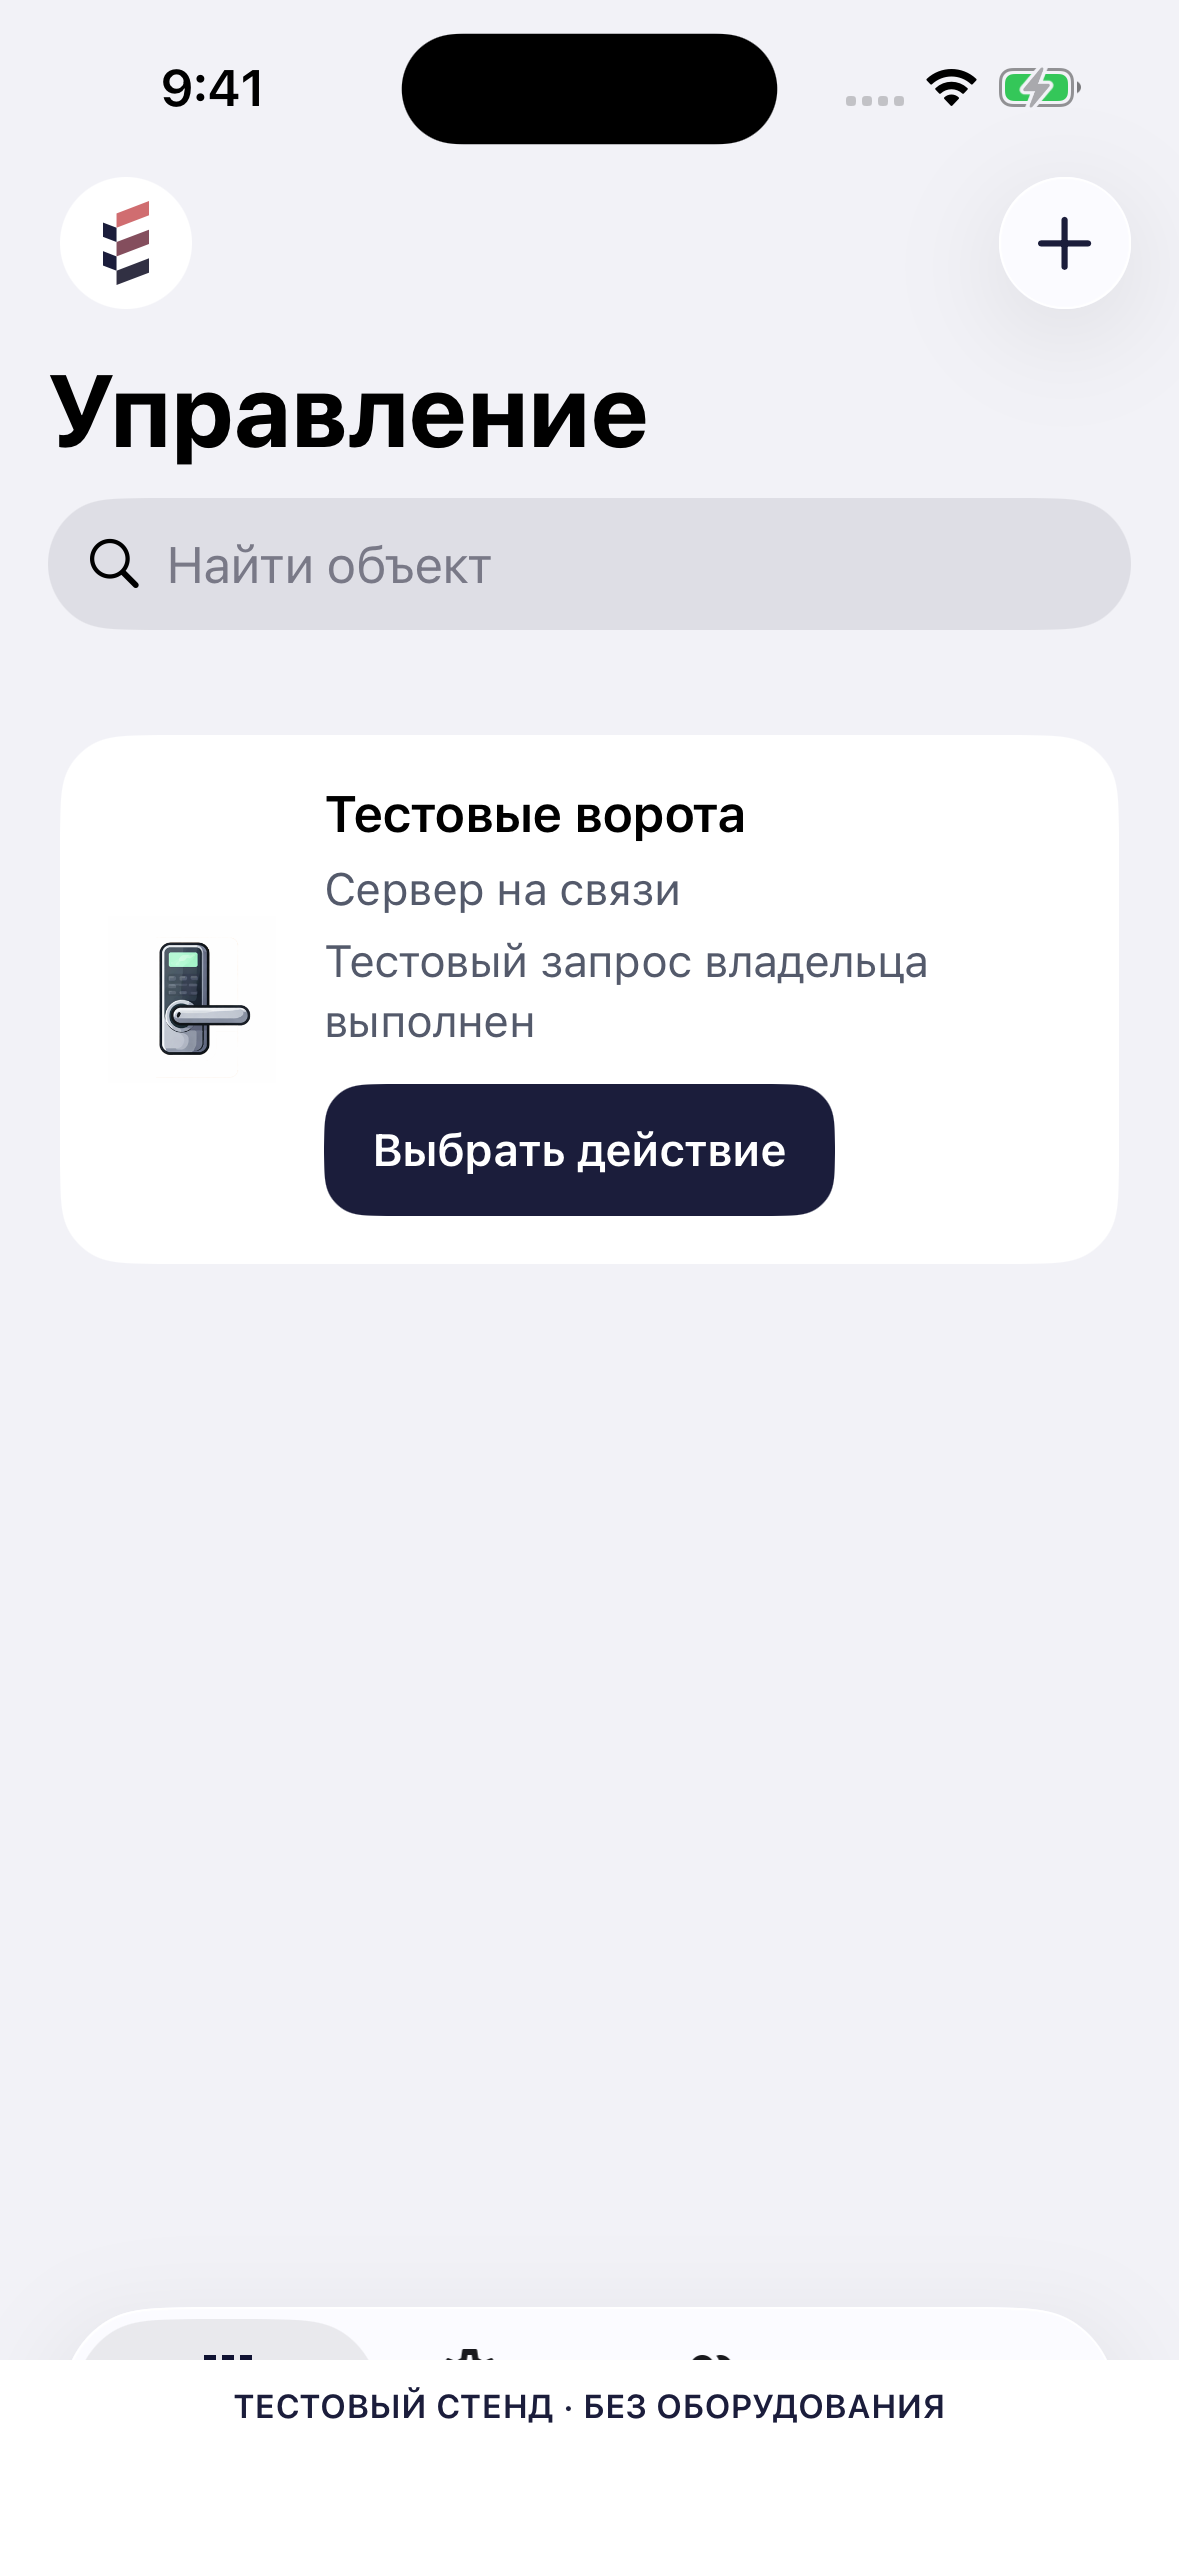 9:41
Управление
Найти объект
Тестовые ворота
Сервер на связи
Тестовый запрос владельца
выполнен
Выбрать действие
ТЕСТОВЫЙ СТЕНД · БЕЗ ОБОРУДОВАНИЯ